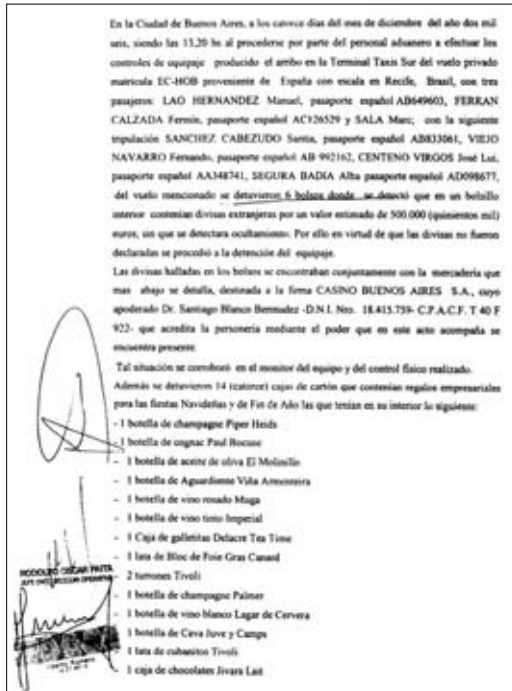 En la Ciudad de Buenos Aires, a los catorce días del mes de diciembre del año dos mil
seis, siendo las 13,20 hs al procederse por parte del personal aduanero a efectuar los
controles de equipaje producido el arribo en la Terminal Taxis Sur del vuelo privado
matricula EC-HOB proveniente de España con escala en Recife, Brasil, con tres
pasajeros: LAO HERNANDEZ Manuel, pasaporte español AB649603, FERRAN
CALZADA Fermin, pasaporte español AC126529 y SALA Marc; con la siguiente
tripulación SANCHEZ CABEZUDO Santia, pasaporte español AB833061, VIEJO
NAVARRO Fernando, pasaporte español AB 992162, CENTENO VIRGOS José Lui,
pasaporte español AA348741, SEGURA BADIA Alba pasaporte español AD098677,
del vuelo mencionado se detuvieron 6 bolsos donde se detectó que en un bolsillo
interior contenian divisas extranjeras por un valor estimado de 500.000 (quinientos mil)
euros, sin que se detectara ocultamiento. Por ello en virtud de que las divisas no fueron
declaradas se procedió a la detención del equipaje.
Las divisas halladas en los bolsos se encontraban conjuntamente con la mercadería que
mas abajo se detalla, destinada a la firma CASINO BUENOS AIRES S.A., cuyo
apoderado Dr. Santiago Blanco Bermudez -D.N.I. Nro. 18.415.759- C.P.A.C.F. T 40 F
922- que acredita la personería mediante el poder que en este acto acompaña se
encuentra presente.
Tal situación se corroboró en el monitor del equipo y del control físico realizado.
Además se detuvieron 14 (catorce) cajas de cartón que contenian regalos empresariales
para las fiestas Navideñas y de Fin de Año las que tenían en su interior lo siguiente:
- 1 botella de champagne Piper Heids
- 1 botella de cognac Paul Bocuse
- 1 botella de aceite de oliva El Molinillo
- 1 botella de Aguardiente Viña Armenteira
- 1 botella de vino rosado Muga
- 1 botella de vino tinto Imperial
- 1 Caja de galletitas Delacre Tea Time
- 1 lata de Bloc de Foie Gras Canard
- 2 turrones Tivoli
- 1 botella de champagne Palmer
- 1 botella de vino blanco Lagar de Cervera
- 1 botella de Cava Juve y Camps
- 1 lata de cubanitos Tivoli
- 1 caja de chocolates Jivara Lait
RODOLFO OSCAR PAITA